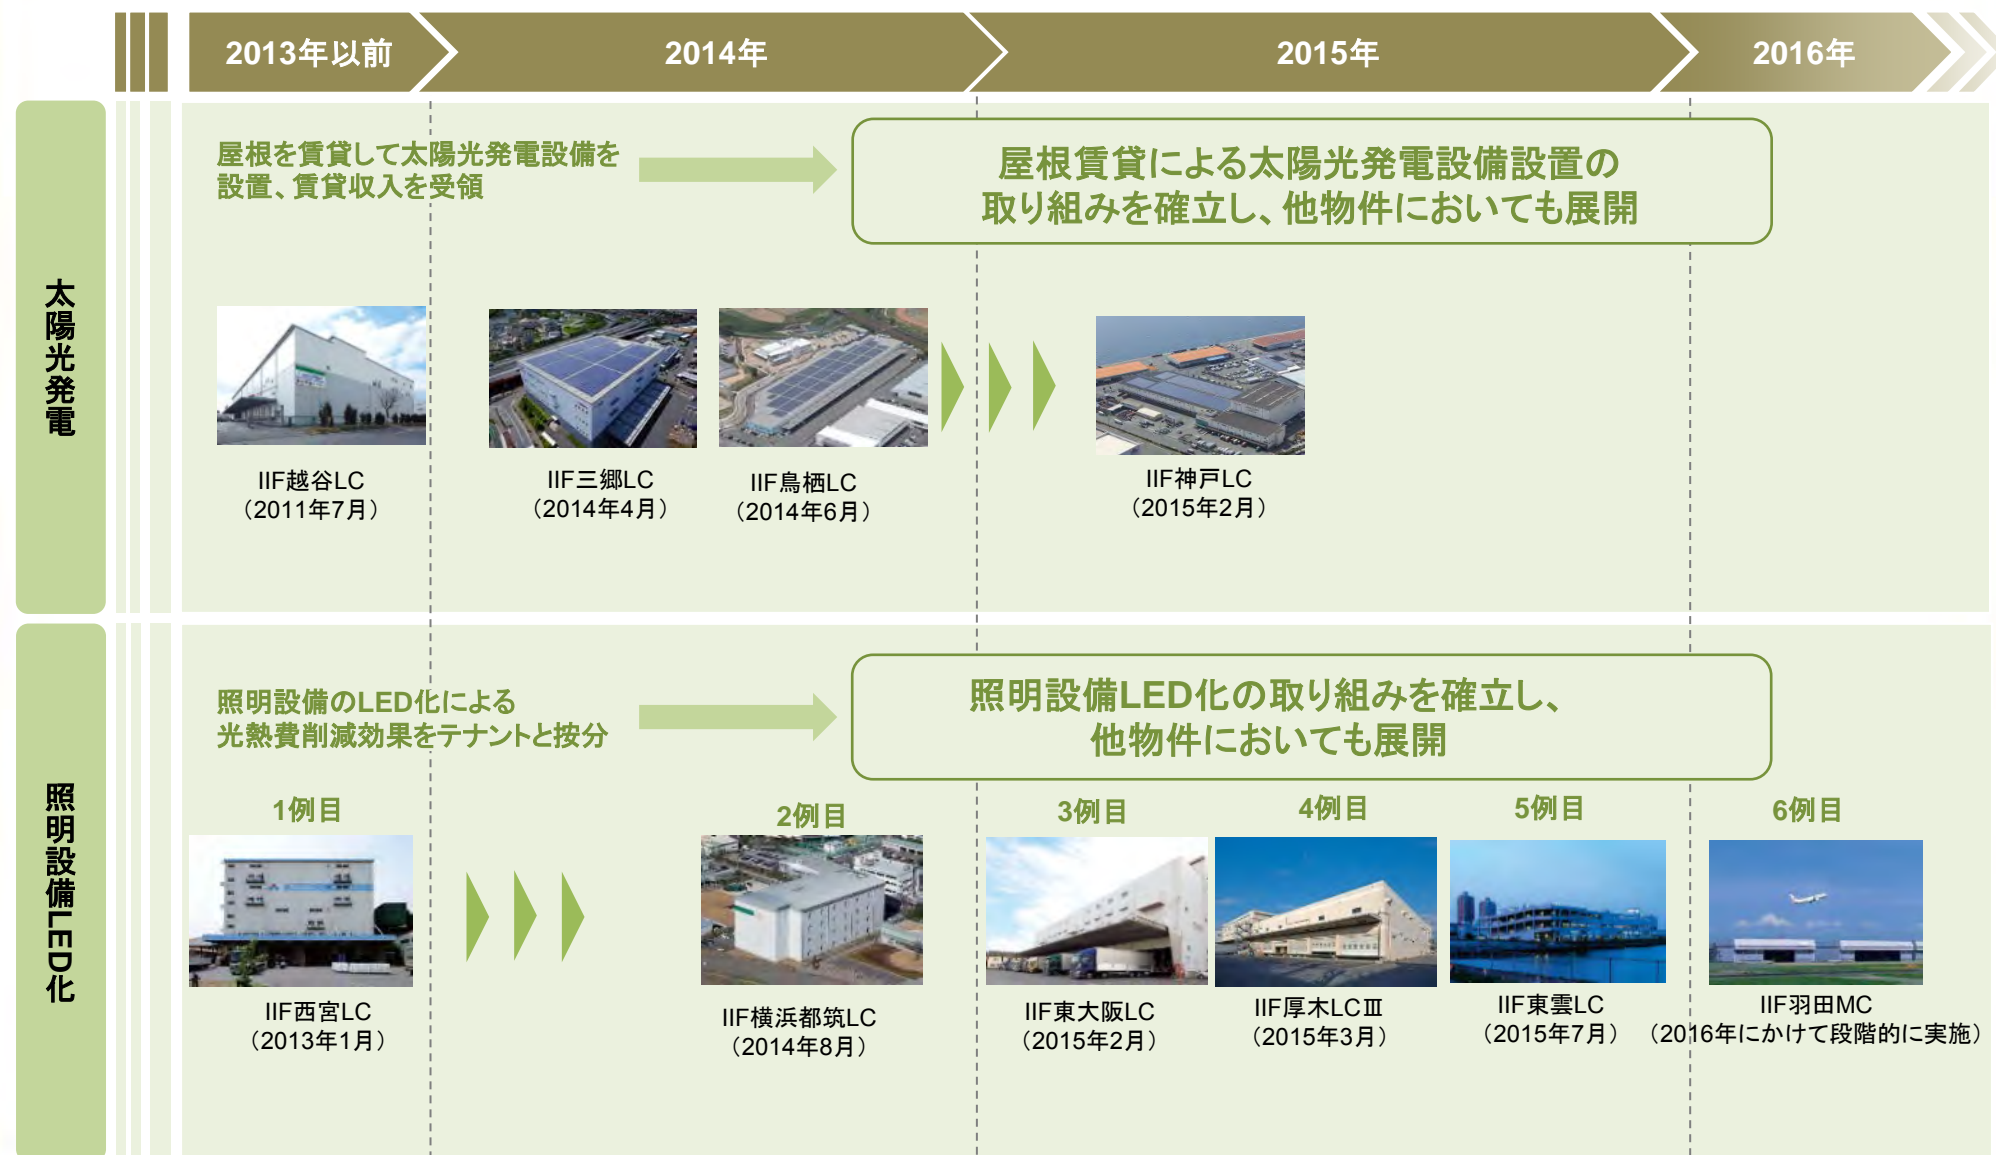 2013年以前
2014年
2015年
2016年
太陽光発電
屋根を賃貸して太陽光発電設備を
設置、賃貸収入を受領
屋根賃貸による太陽光発電設備設置の
取り組みを確立し、他物件においても展開
IIF越谷LC
（2011年7月）
IIF三郷LC
（2014年4月）
IIF鳥栖LC
（2014年6月）
IIF神戸LC
（2015年2月）
照明設備LED化
照明設備のLED化による
光熱費削減効果をテナントと按分
照明設備LED化の取り組みを確立し、
他物件においても展開
1例目
IIF西宮LC
（2013年1月）
2例目
IIF横浜都筑LC
（2014年8月）
3例目
IIF東大阪LC
（2015年2月）
4例目
IIF厚木LCⅢ
（2015年3月）
5例目
IIF東雲LC
（2015年7月）
6例目
IIF羽田MC
（2016年にかけて段階的に実施）